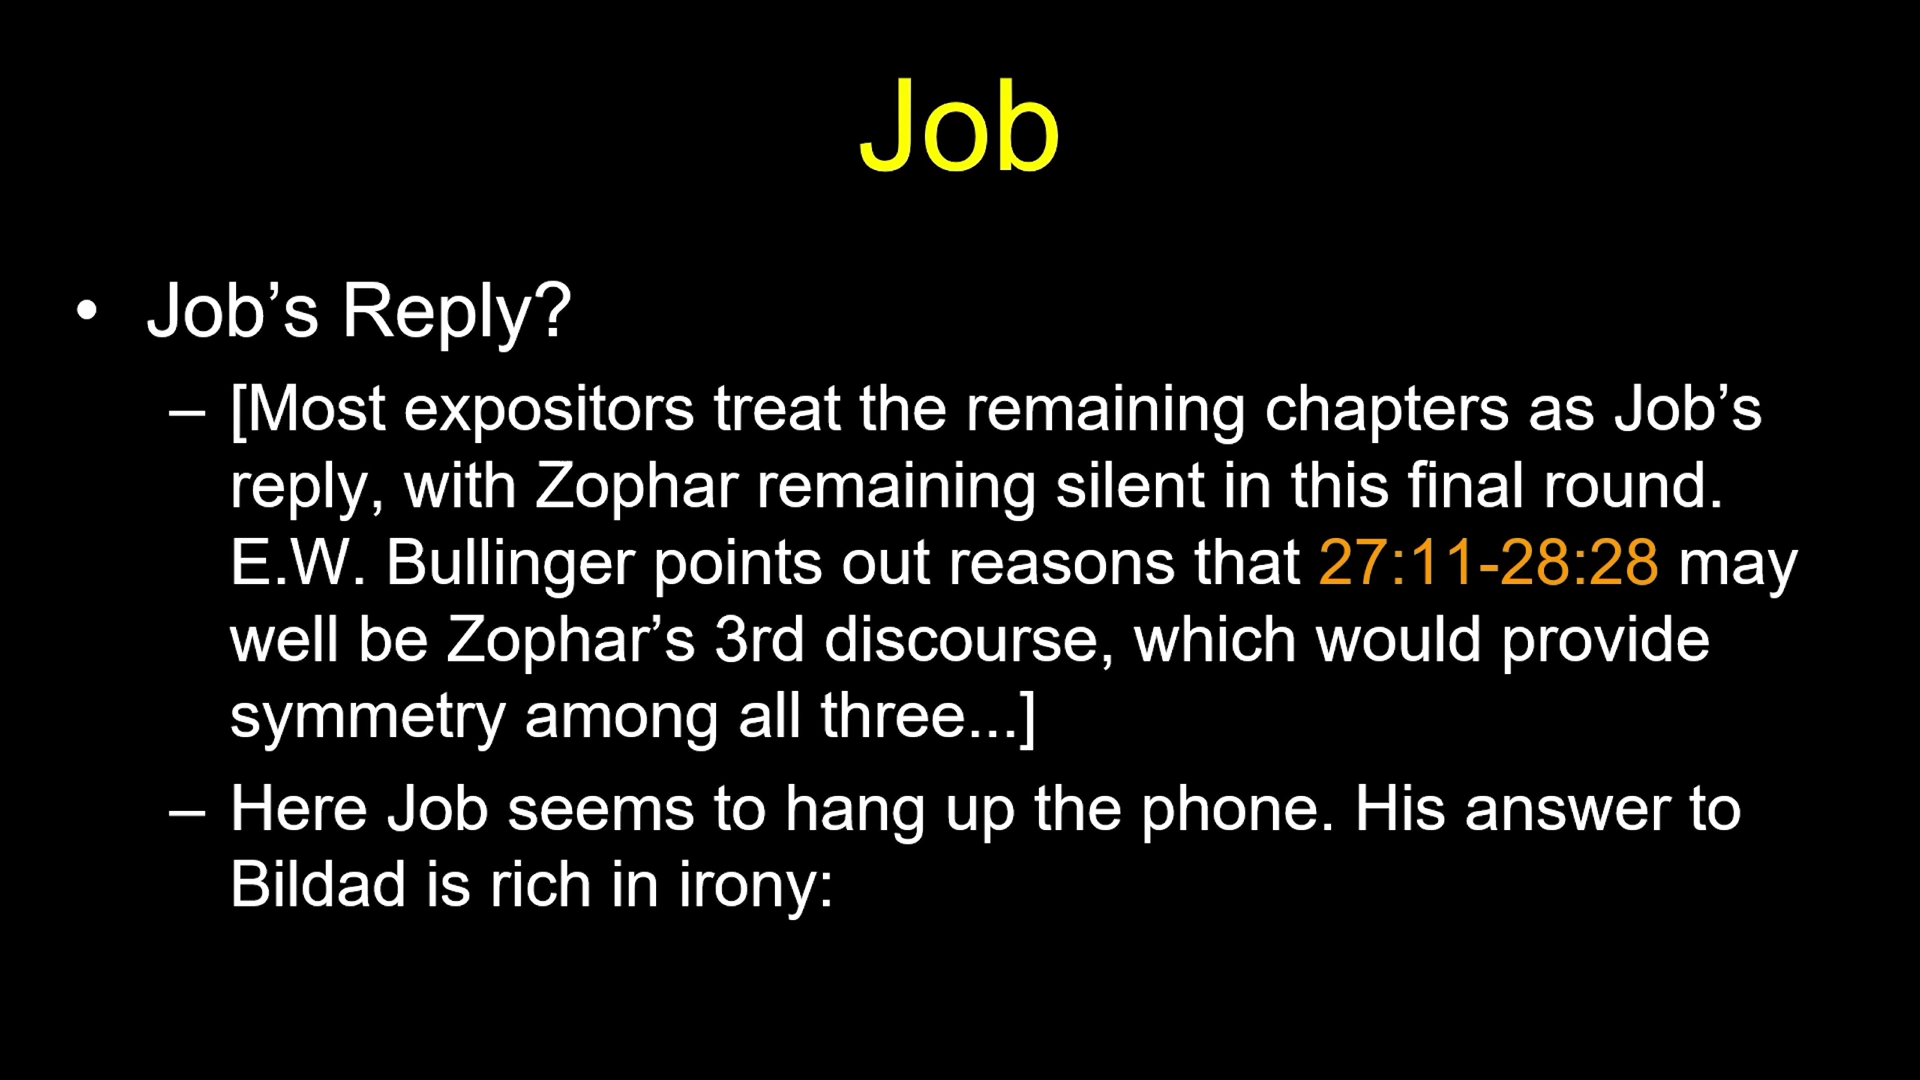 Job
• Job’s Reply?
– [Most expositors treat the remaining chapters as Job’s
reply, with Zophar remaining silent in this final round.
E.W. Bullinger points out reasons that 27:11-28:28 may
well be Zophar’s 3rd discourse, which would provide
symmetry among all three...]
– Here Job seems to hang up the phone. His answer to
Bildad is rich in irony: